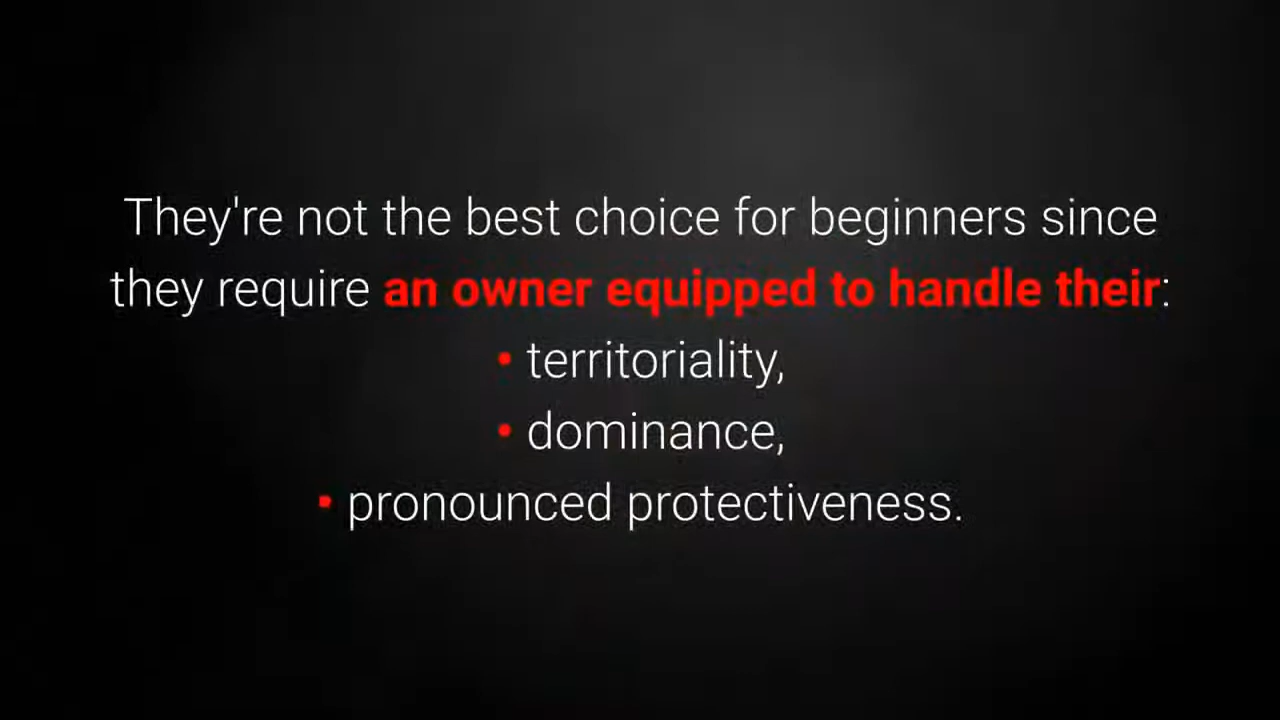 They're not the best choice for beginners since
they require an owner equipped to handle their:
• territoriality,
• dominance,
• pronounced protectiveness.